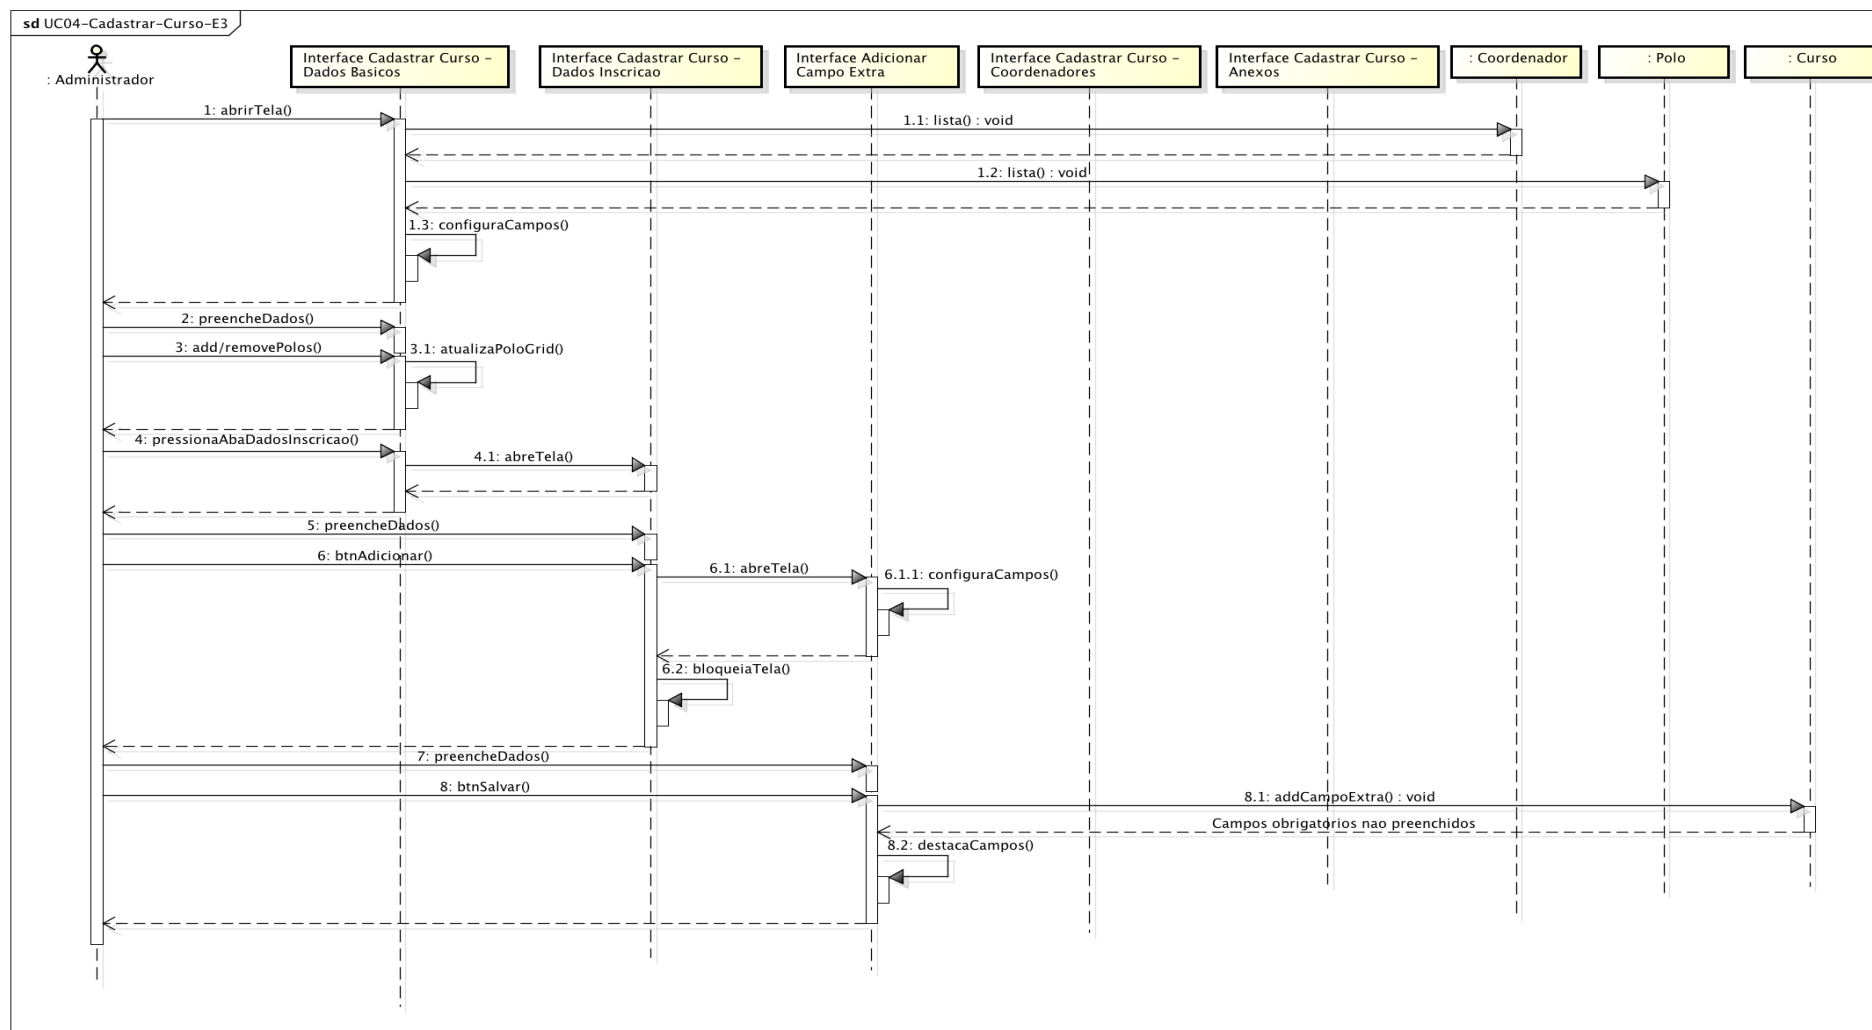 sd UC04-Cadastrar-Curso-E3
: Administrador
Interface Cadastrar Curso -
Dados Basicos
Interface Cadastrar Curso -
Dados Inscricao
Interface Adicionar
Campo Extra
Interface Cadastrar Curso -
Coordenadores
Interface Cadastrar Curso -
Anexos
: Coordenador
: Polo
: Curso
1: abrirTela()
1.1: lista() : void
1.2: lista() : void
1.3: configuraCampos()
2: preencheDados()
3: add/removePolos()
3.1: atualizaPoloGrid()
4: pressionaAbaDadosInscricao()
4.1: abreTela()
5: preencheDados()
6: btnAdicionar()
6.1: abreTela()
6.1.1: configuraCampos()
6.2: bloqueiaTela()
7: preencheDados()
8: btnSalvar()
8.1: addCampoExtra() : void
Campos obrigatorios nao preenchidos
8.2: destacaCampos()